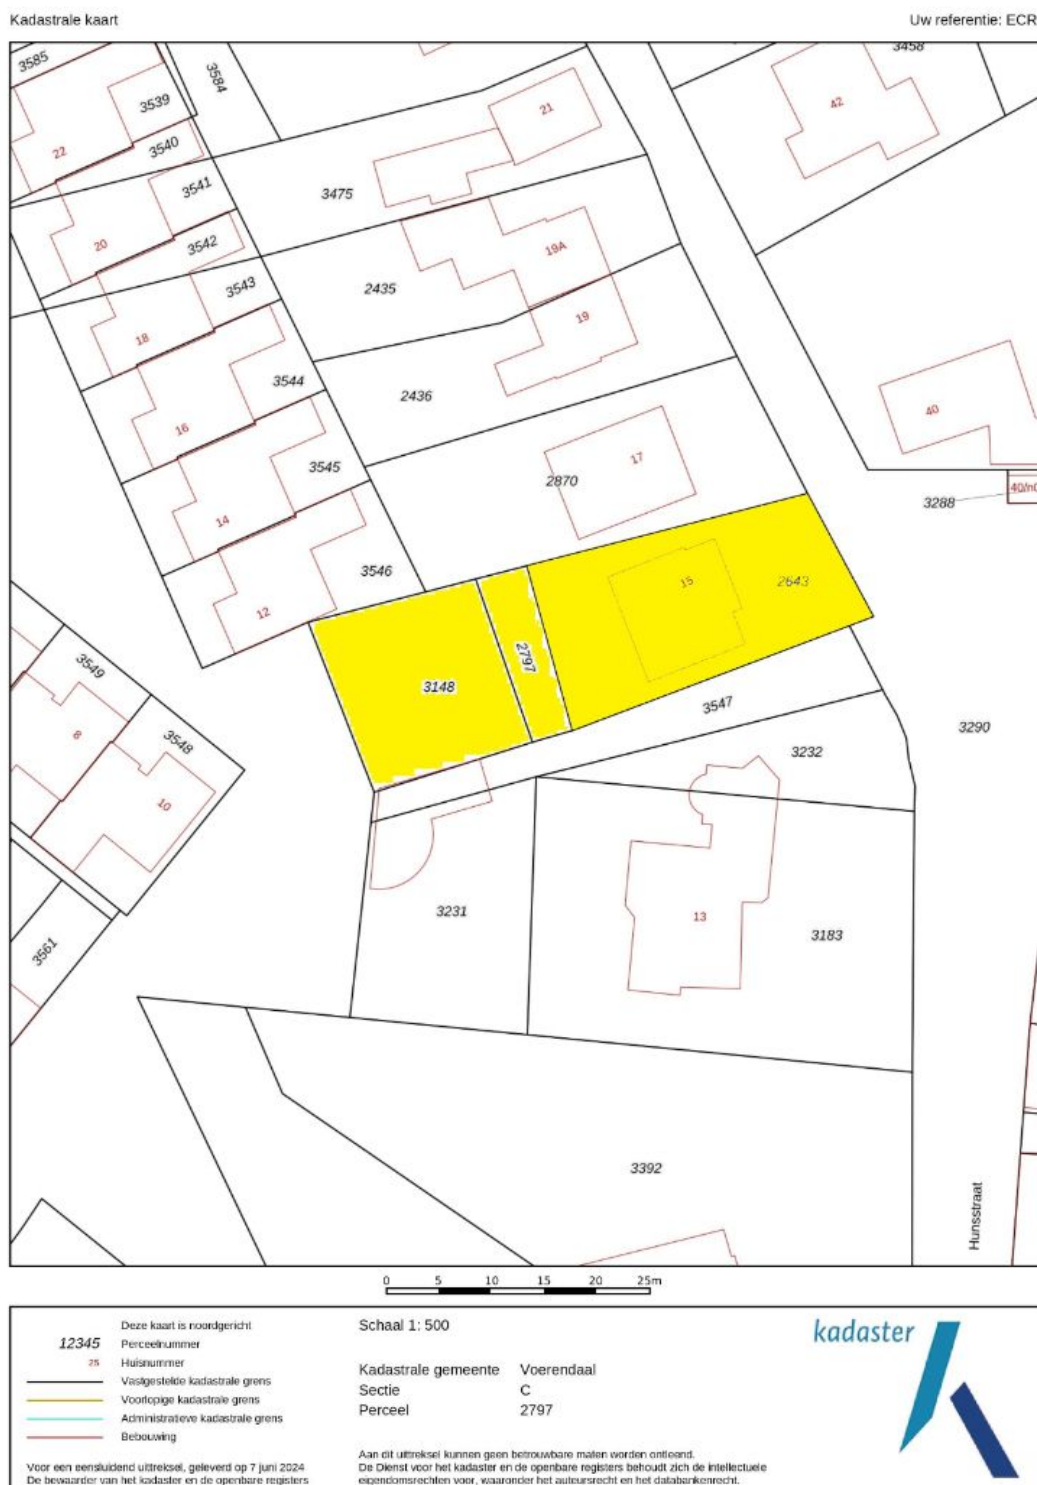 Kadastrale kaart
Uw referentie: ECR
3585
3584
3458
3539
22
21
42
3540
3541
3475
20
3542
19A
3543
2435
18
19
3544
2436
40
16
3545
17
2870
14
3288
3546
15
2643
12
2797
3549
3148
3547
3548
3290
8
3232
10
3231
13
3183
3561
3392
Hunsstraat
0 5 10 15 20 25m
Deze kaart is noordgericht
12345 Perceelnummer
25 Huisnummer
Vastgestelde kadastrale grens
Voorlopige kadastrale grens
Administratieve kadastrale grens
Bebouwing
Voor een eensluidend uittreksel, geleverd op 7 juni 2024
De bewaarder van het kadaster en de openbare registers
Schaal 1: 500
Kadastrale gemeente Voerendaal
Sectie C
Perceel 2797
Aan dit uittreksel kunnen geen betrouwbare maten worden ontleend.
De Dienst voor het kadaster en de openbare registers behoudt zich de intellectuele
eigendomsrechten voor, waaronder het auteursrecht en het databankenrecht.
kadaster